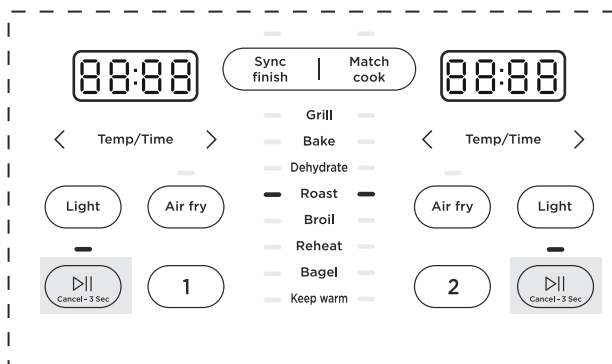 88:88
Sync finish | Match cook
88:88
< Temp/Time >
< Temp/Time >
Grill
Bake
Dehydrate
Roast
Broil
Reheat
Bagel
Keep warm
Light
Air fry
Air fry
Light
Cancel - 3 Sec
1
2
Cancel - 3 Sec